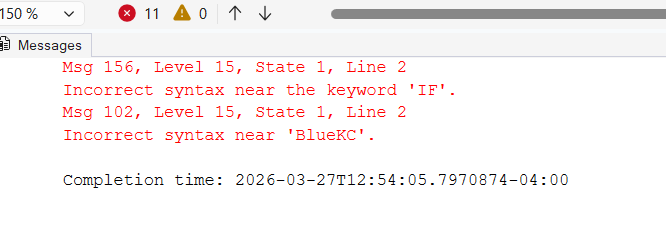 150 %
11
0
Messages
Msg 156, Level 15, State 1, Line 2
Incorrect syntax near the keyword 'IF'.
Msg 102, Level 15, State 1, Line 2
Incorrect syntax near 'BlueKC'.
Completion time: 2026-03-27T12:54:05.7970874-04:00